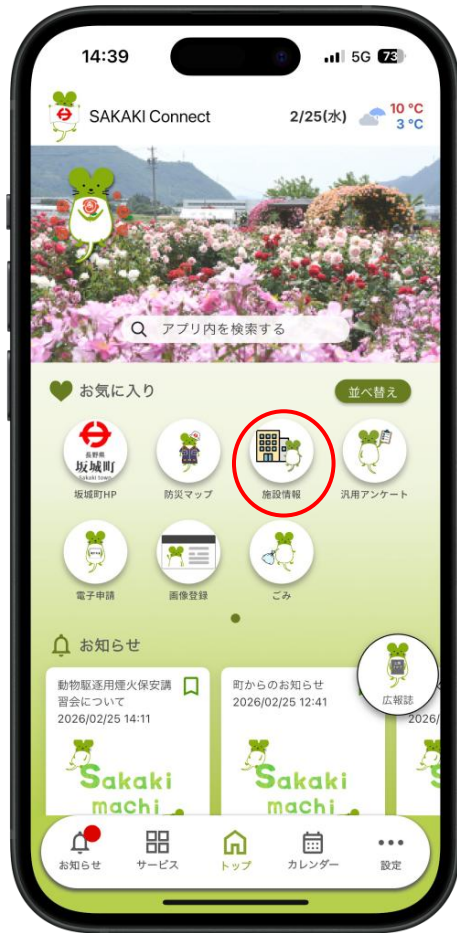 14:39
5G 73
SAKAKI Connect
2/25(水)
10 °C
3 °C
アプリ内を検索する
お気に入り
並べ替え
長野県
坂城町
Sakaki town
坂城町HP
防災マップ
施設情報
汎用アンケート
電子申請
画像登録
ごみ
お知らせ
動物駆逐用煙火保安講
習会について
2026/02/25 14:11
町からのお知らせ
2026/02/25 12:41
2026/
広報誌
Sakaki
machi
Sakaki
machi
お知らせ
サービス
トップ
カレンダー
設定